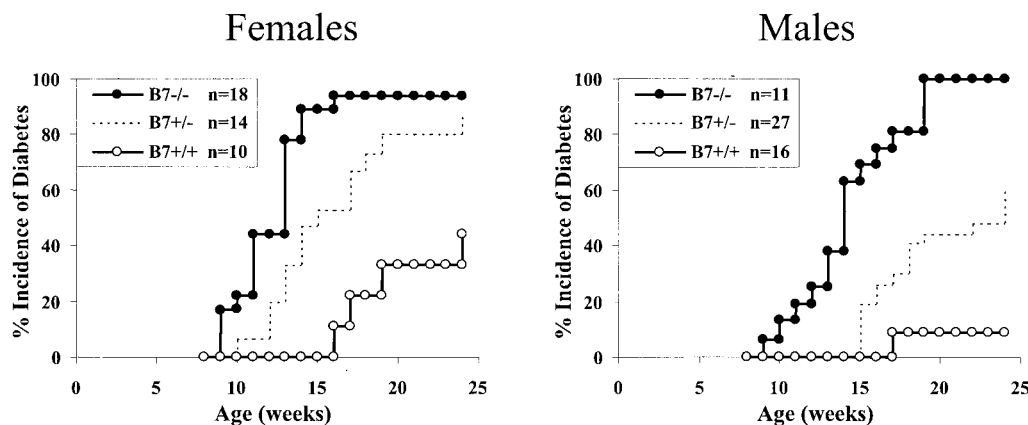 Females
% Incidence of Diabetes
100
80
60
40
20
0
B7-/- n=18
B7+/- n=14
B7+/+ n=10
0 5 10 15 20 25
Age (weeks)
Males
% Incidence of Diabetes
100
80
60
40
20
0
B7-/- n=11
B7+/- n=27
B7+/+ n=16
0 5 10 15 20 25
Age (weeks)